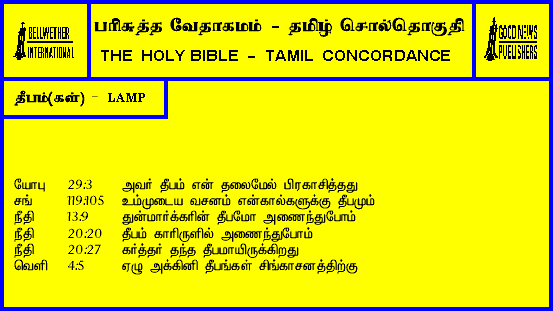 BELLWETHER
INTERNATIONAL
பரிசுத்த வேதாகமம் - தமிழ் சொல்தொகுதி
THE HOLY BIBLE - TAMIL CONCORDANCE
GOOD NEWS
PUBLISHERS
தீபம்(கள்) - LAMP
யோபு 29:3 அவர் தீபம் என் தலைமேல் பிரகாசித்தது
சங் 119:105 உம்முடைய வசனம் என்கால்களுக்கு தீபமும்
நீதி 13:9 துன்மார்க்கரின் தீபமோ அணைந்துபோம்
நீதி 20:20 தீபம் காரிருளில் அணைந்துபோம்
நீதி 20:27 கர்த்தர் தந்த தீபமாயிருக்கிறது
வெளி 4:5 ஏழு அக்கினி தீபங்கள் சிங்காசனத்திற்கு